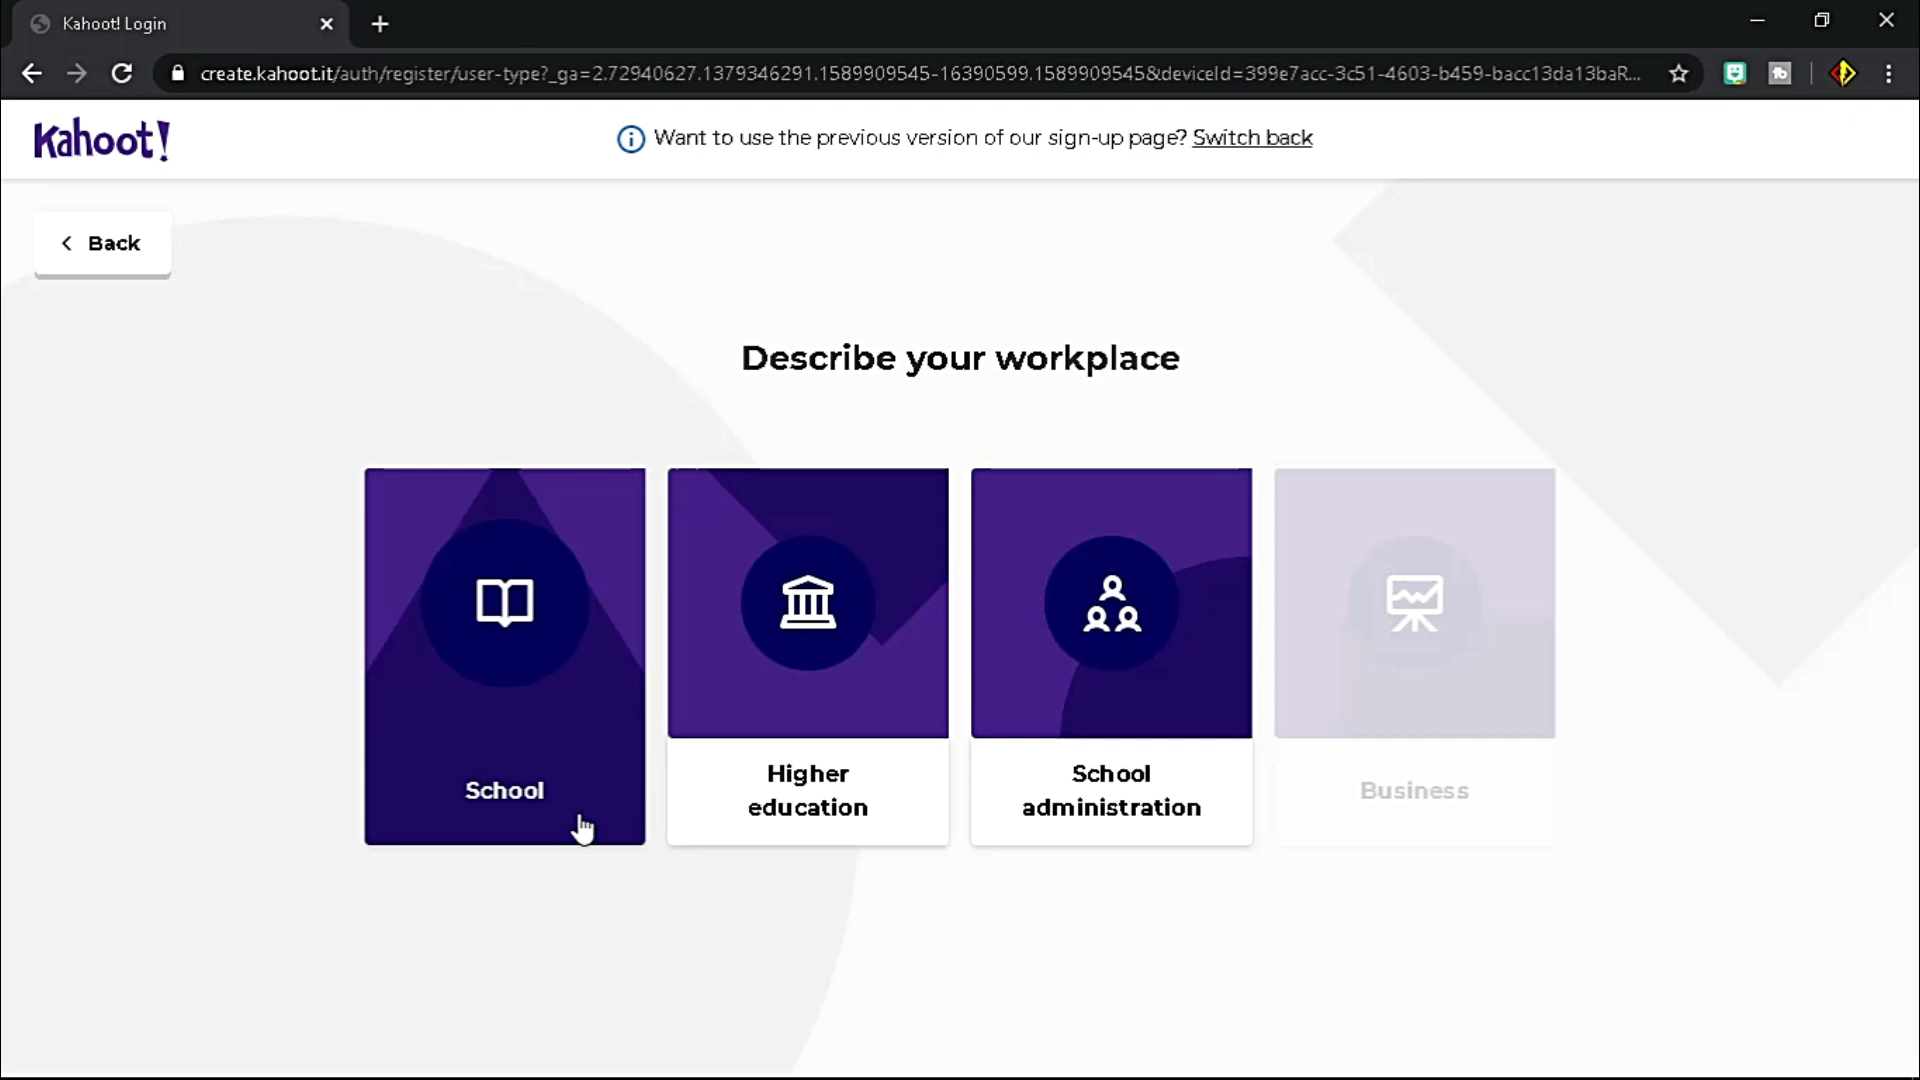 Kahoot! Login
create.kahoot.it/auth/register/user-type?_ga=2.72940627.1379346291.1589909545-16390599.1589909545&deviceId=399e7acc-3c51-4603-b459-bacc13da13baR...
Kahoot!
Want to use the previous version of our sign-up page? Switch back
Back
Describe your workplace
School
Higher
education
School
administration
Business